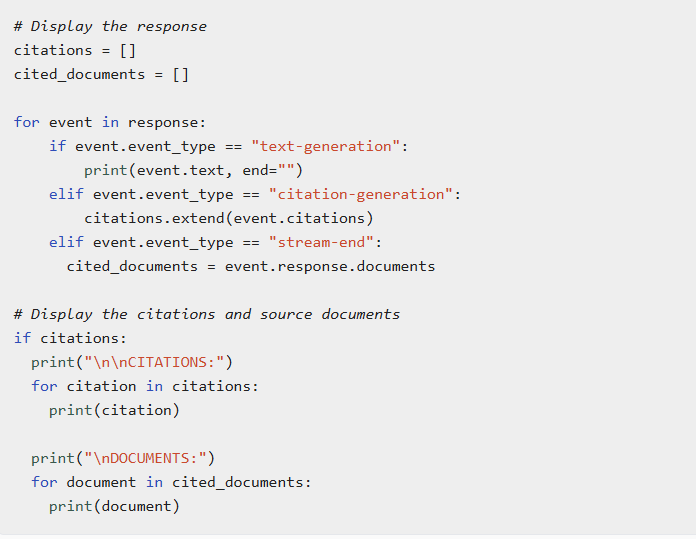 # Display the response
citations = []
cited_documents = []

for event in response:
    if event.event_type == "text-generation":
        print(event.text, end="")
    elif event.event_type == "citation-generation":
        citations.extend(event.citations)
    elif event.event_type == "stream-end":
      cited_documents = event.response.documents

# Display the citations and source documents
if citations:
  print("\n\nCITATIONS:")
  for citation in citations:
    print(citation)

  print("\nDOCUMENTS:")
  for document in cited_documents:
    print(document)